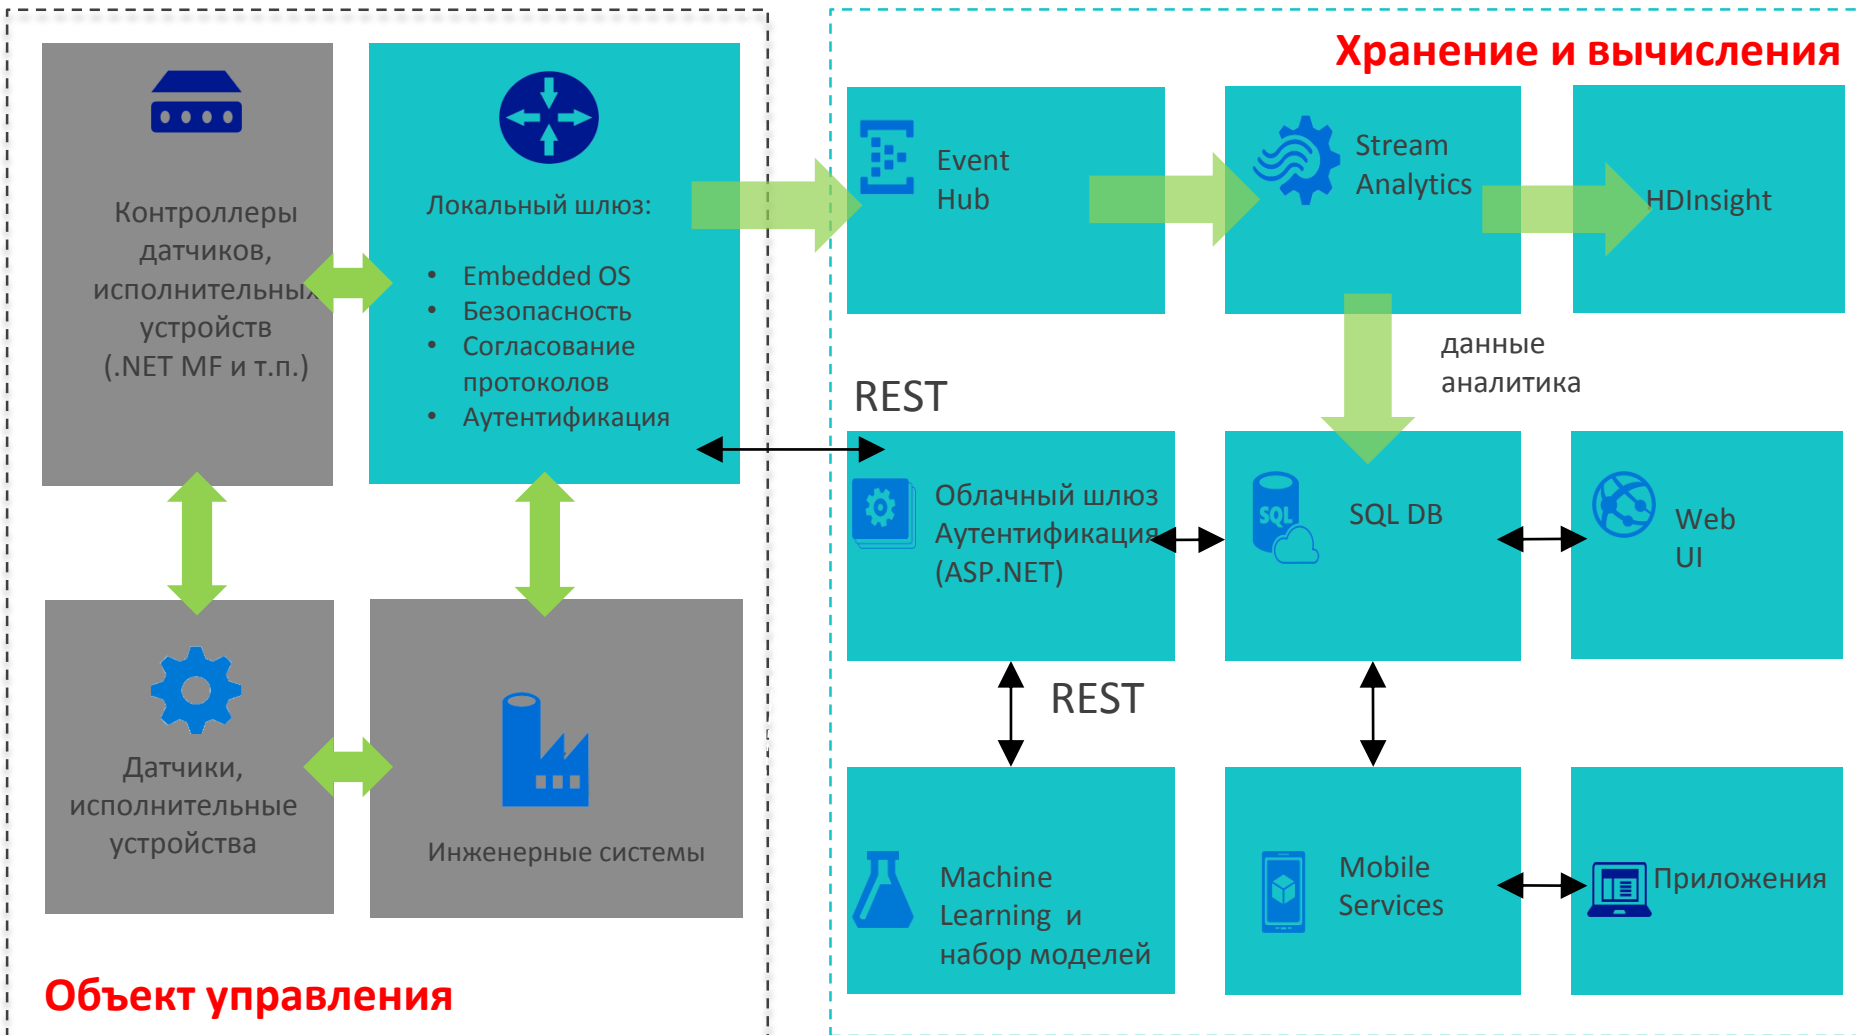 Хранение и вычисления
Контроллеры
датчиков,
исполнительных
устройств
(.NET MF и т.п.)
Локальный шлюз:
• Embedded OS
• Безопасность
• Согласование
протоколов
• Аутентификация
Event
Hub
Stream
Analytics
HDInsight
данные
аналитика
REST
Облачный шлюз
Аутентификация
(ASP.NET)
SQL
SQL DB
Web
UI
REST
Датчики,
исполнительные
устройства
Инженерные системы
Machine
Learning и
набор моделей
Mobile
Services
Приложения
Объект управления